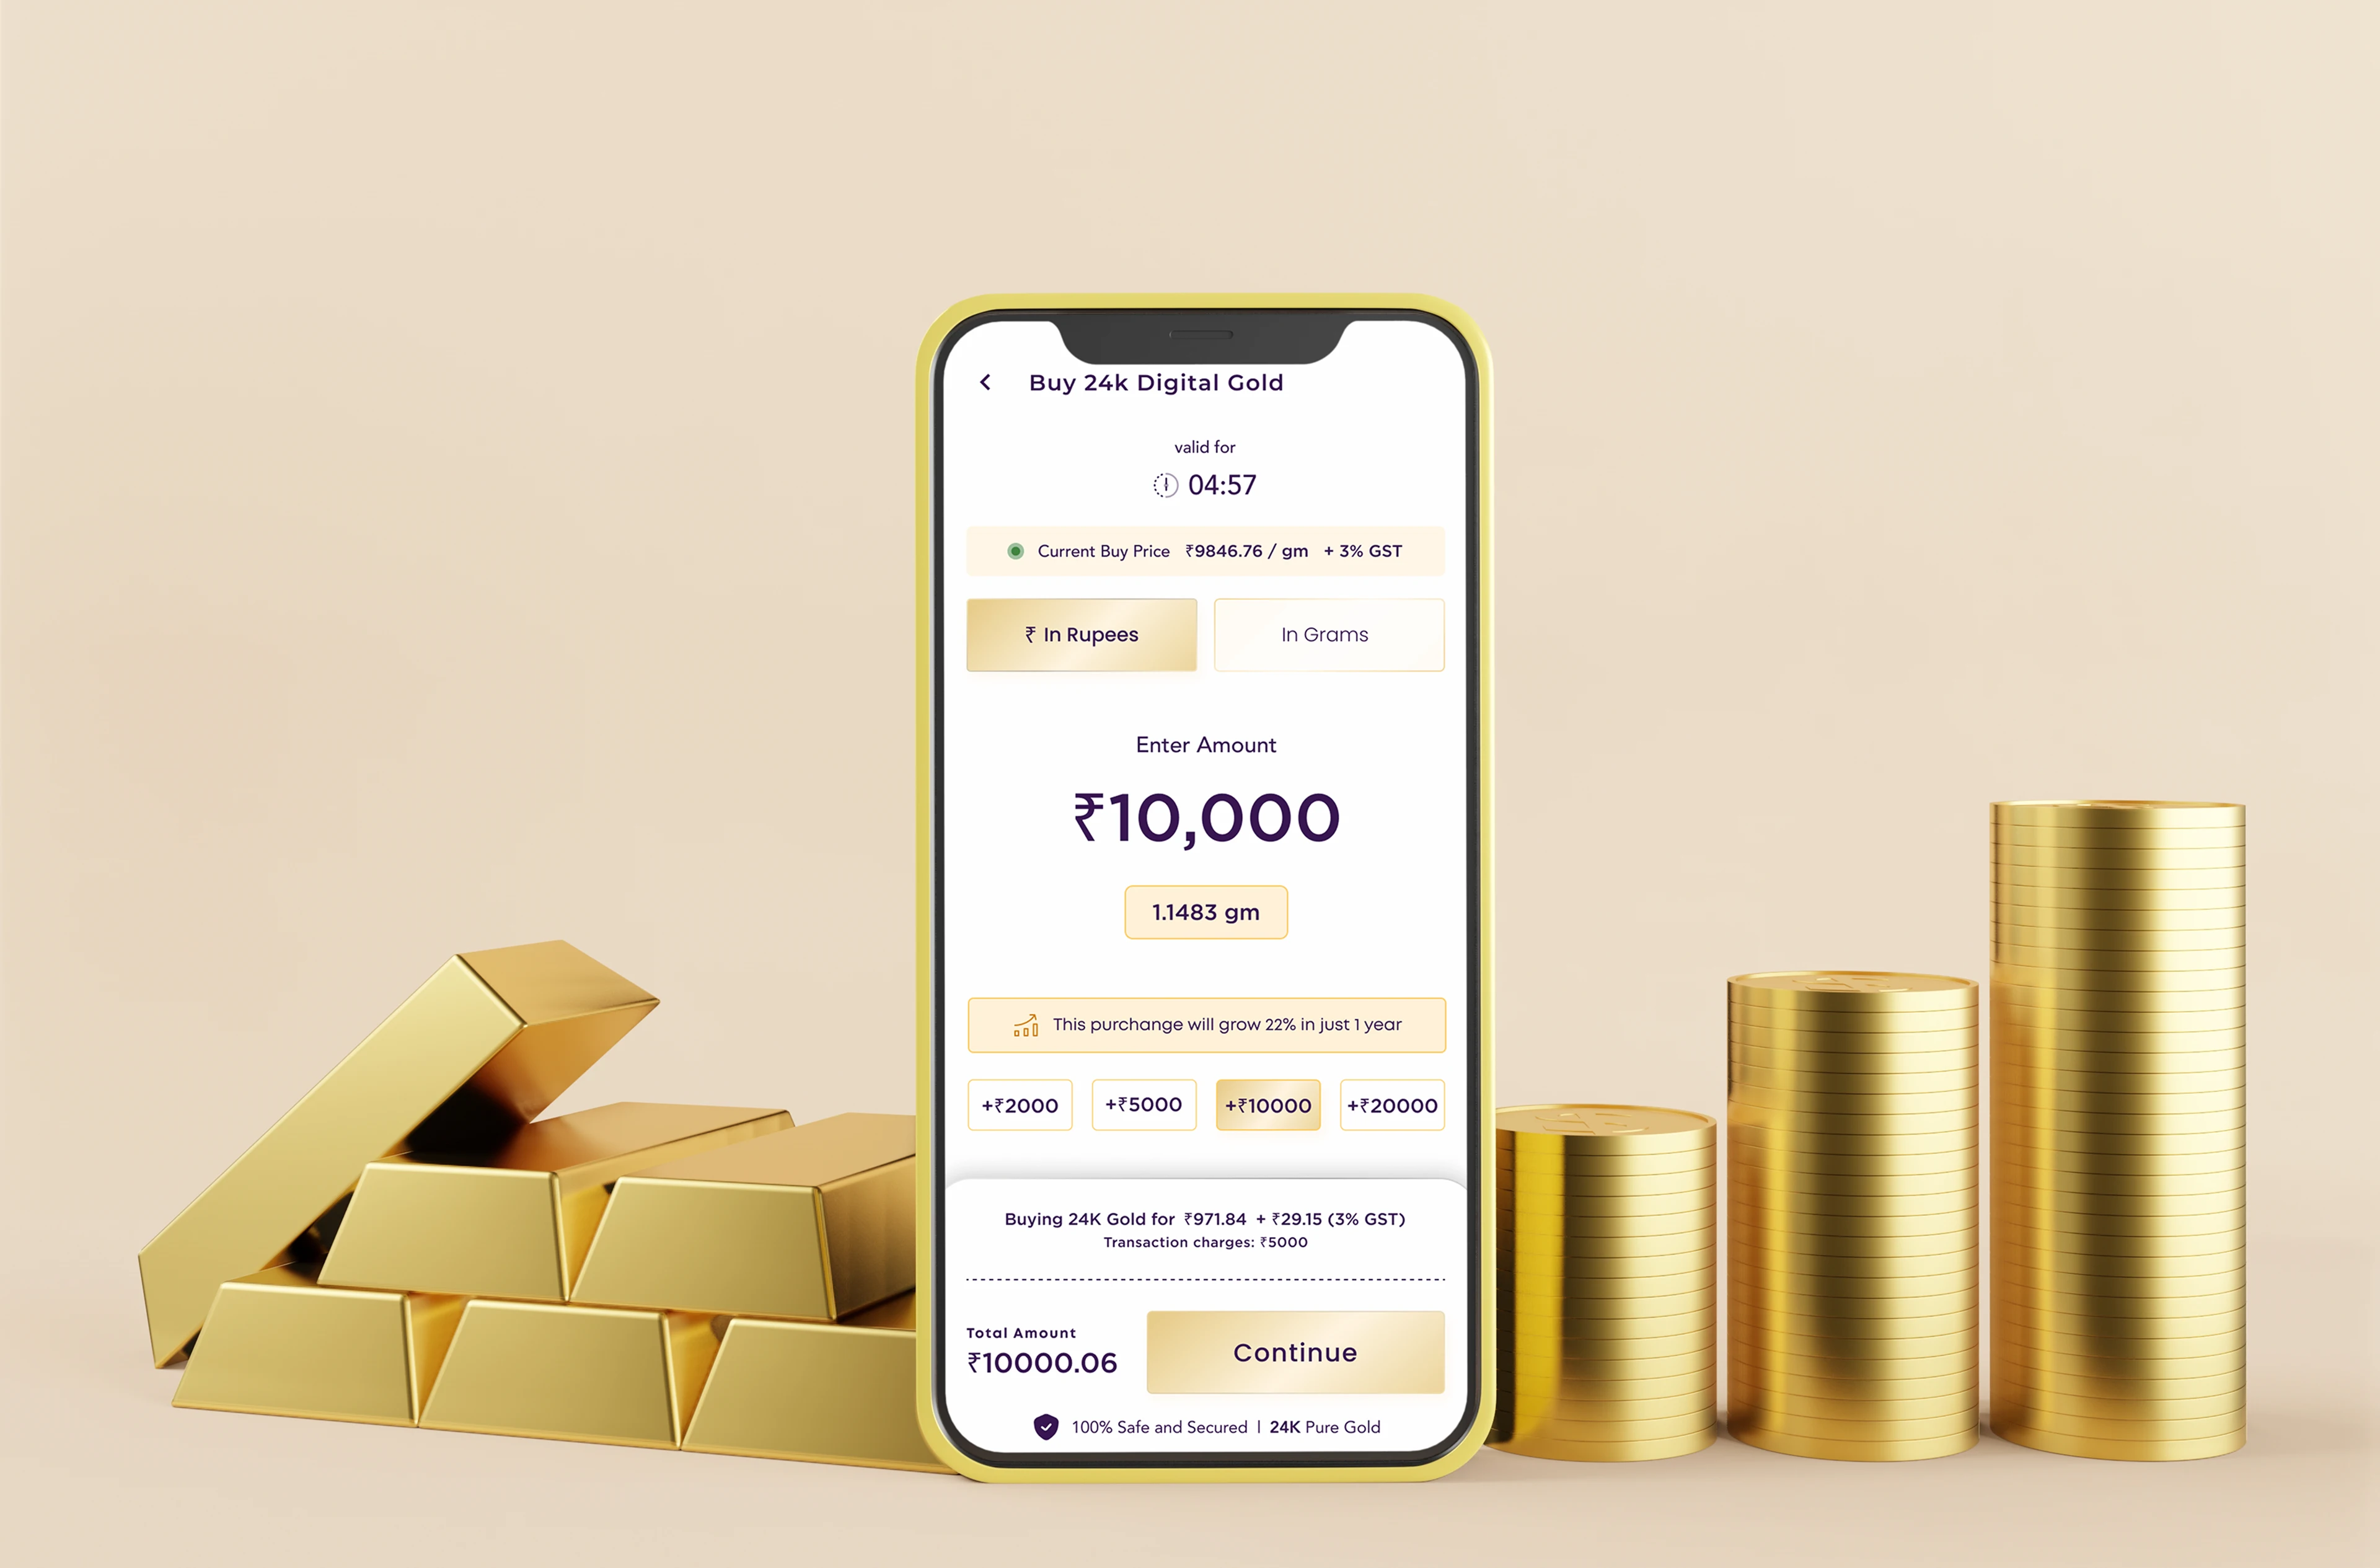 Buy 24k Digital Gold
valid for
04:57
Current Buy Price ₹9846.76 / gm + 3% GST
₹ In Rupees
In Grams
Enter Amount
₹10,000
1.1483 gm
This purchange will grow 22% in just 1 year
+₹2000
+₹5000
+₹10000
+₹20000
Buying 24K Gold for ₹971.84 + ₹29.15 (3% GST)
Transaction charges: ₹5000
Total Amount
₹10000.06
Continue
100% Safe and Secured | 24K Pure Gold